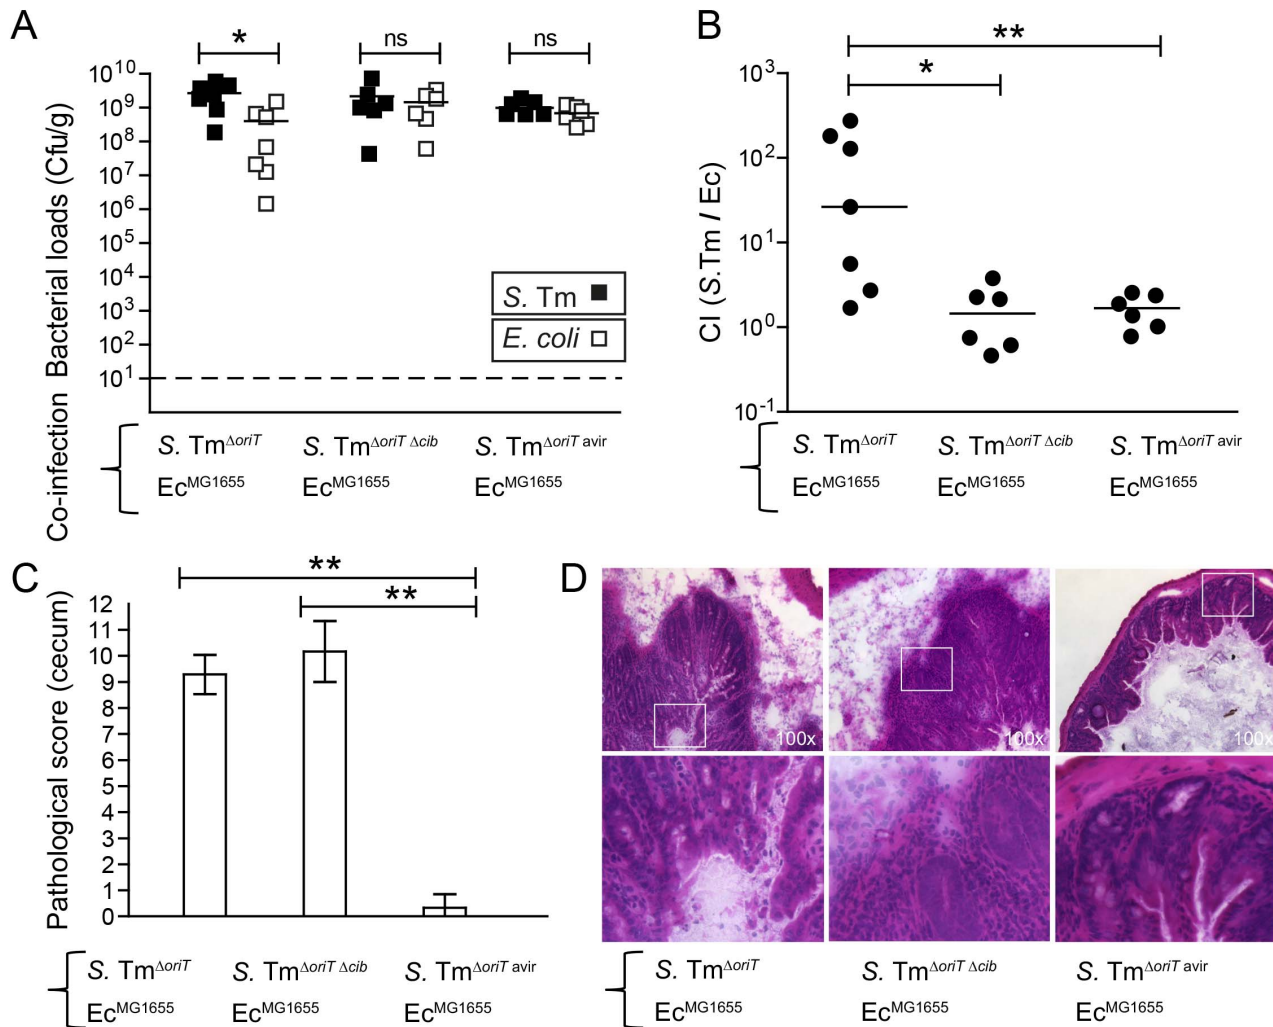 A
Co-infection Bacterial loads (Cfu/g)
* ns ns
10^10
10^9
10^8
10^7
10^6
10^5
10^4
10^3
10^2
10^1
S. Tm
E. coli
S. Tm^ΔoriT S. Tm^ΔoriT Δcib S. Tm^ΔoriT avir
Ec^MG1655 Ec^MG1655 Ec^MG1655
B
CI (S.Tm / Ec)
**
*
10^3
10^2
10^1
10^0
10^-1
S. Tm^ΔoriT S. Tm^ΔoriT Δcib S. Tm^ΔoriT avir
Ec^MG1655 Ec^MG1655 Ec^MG1655
C
Pathological score (cecum)
**
**
12
11
10
9
8
7
6
5
4
3
2
1
0
S. Tm^ΔoriT S. Tm^ΔoriT Δcib S. Tm^ΔoriT avir
Ec^MG1655 Ec^MG1655 Ec^MG1655
D
100x 100x 100x
S. Tm^ΔoriT S. Tm^ΔoriT Δcib S. Tm^ΔoriT avir
Ec^MG1655 Ec^MG1655 Ec^MG1655